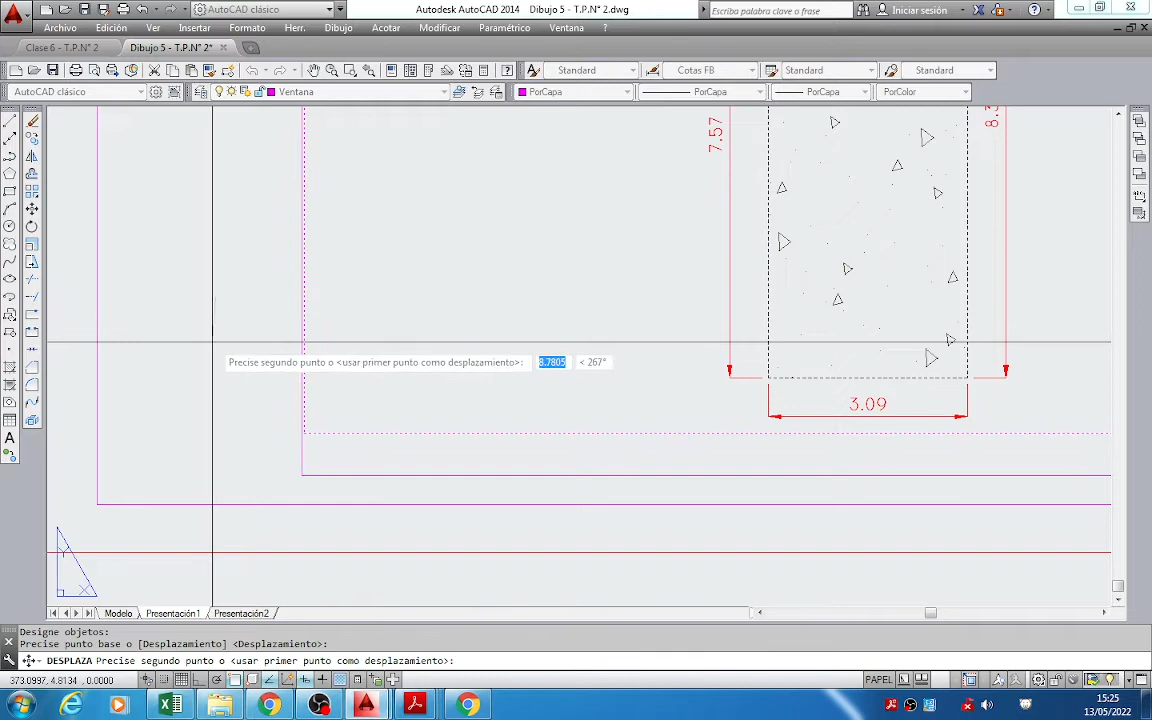 AutoCAD clásico
Autodesk AutoCAD 2014 Dibujo 5 - T.P.N° 2.dwg
Escriba palabra clave o frase
Iniciar sesión
Archivo Edición Ver Insertar Formato Herr. Dibujo Acotar Modificar Paramétrico Ventana ?
Clase 6 - T.P.N° 2
Dibujo 5 - T.P.N° 2*
Standard Cotas FB Standard Standard
AutoCAD clásico Ventana PorCapa PorCapa PorCapa PorColor
7.57
Precise segundo punto o <usar primer punto como desplazamiento>: 8.7805 < 267°
3.09
Y
X
Modelo Presentación1 Presentación2
Designe objetos:
Precise punto base o [Desplazamiento] <Desplazamiento>:
DESPLAZA Precise segundo punto o <usar primer punto como desplazamiento>:
373.0997, 4.8134 , 0.0000
PAPEL
15:25
13/05/2022